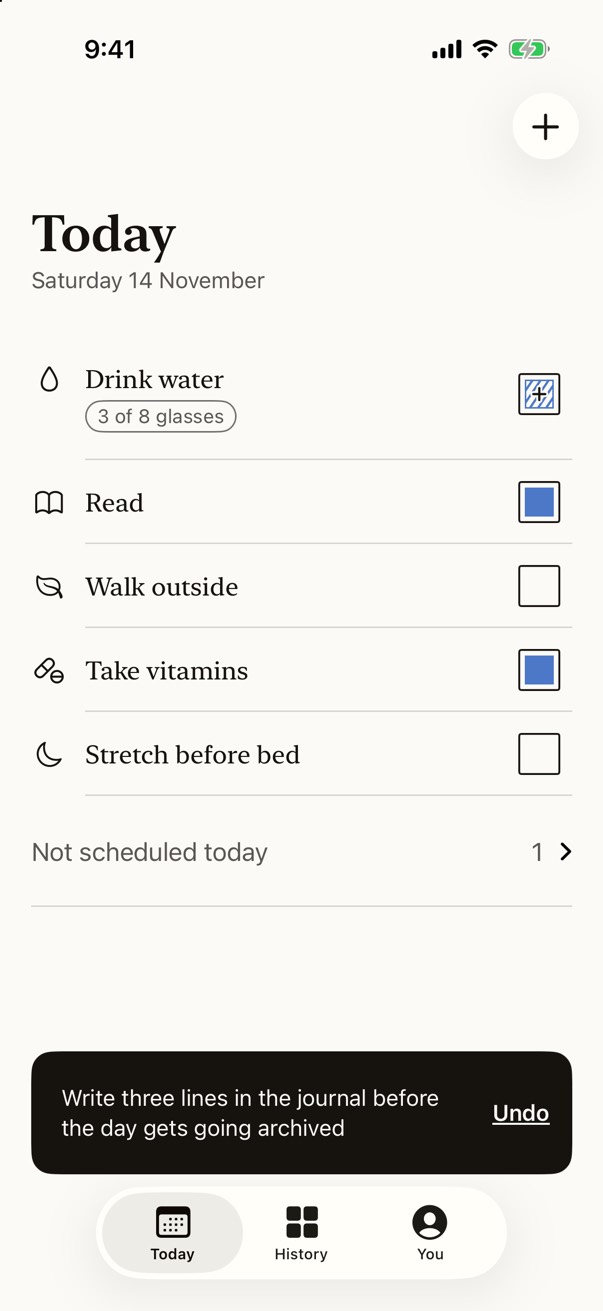 9:41
Today
Saturday 14 November
Drink water
3 of 8 glasses
Read
Walk outside
Take vitamins
Stretch before bed
Not scheduled today 1
Write three lines in the journal before
the day gets going archived
Undo
Today
History
You